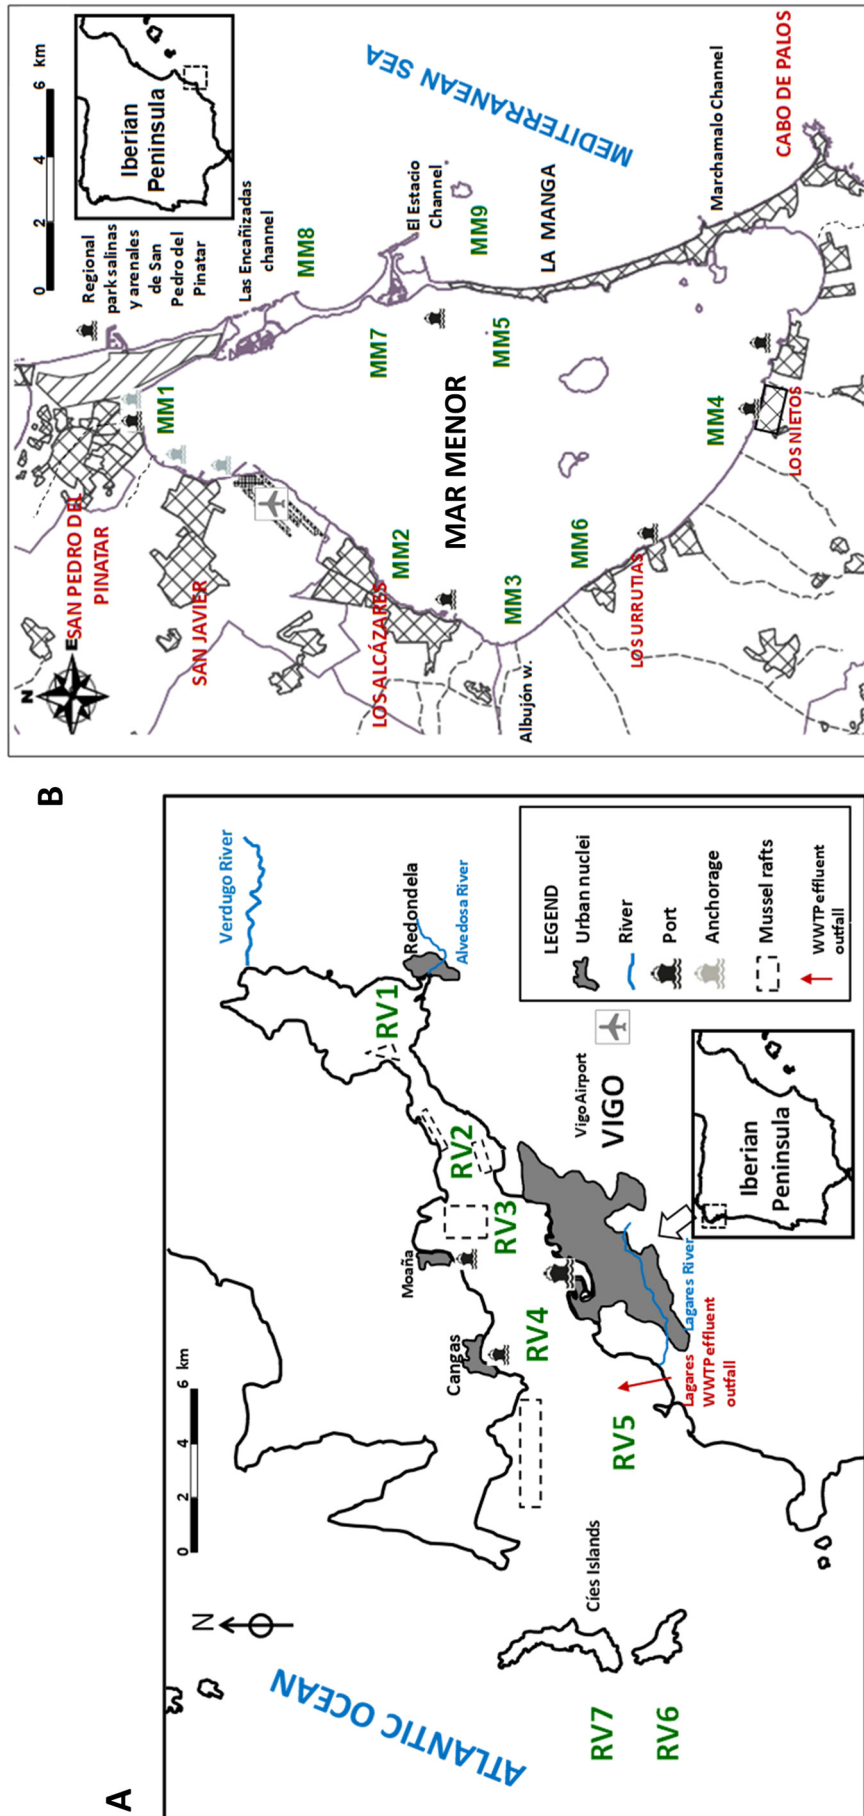 A
N
0
2
4
6
km
ATLANTIC OCEAN
Verdugo River
Redondela
Alvedosa River
RV1
RV2
RV3
RV4
RV5
RV6
RV7
Moaña
Cangas
Cíes Islands
Vigo Airport
VIGO
Lagares River
Lagares
WWTP effluent
outfall
Iberian
Peninsula
LEGEND
Urban nuclei
River
Port
Anchorage
Mussel rafts
WWTP effluent
outfall
B
N
E
0
2
4
6
km
Iberian
Peninsula
Regional
park salinas
y arenales
de San
Pedro del
Pinatar
Las Encañizadas
channel
SAN PEDRO DEL
PINATAR
SAN JAVIER
LOS ALCÁZARES
Albujón w.
LOS URRUTIAS
LOS NIETOS
CABO DE PALOS
MM1
MM2
MM3
MM4
MM5
MM6
MM7
MM8
MM9
MAR MENOR
El Estacio
Channel
LA MANGA
Marchamalo Channel
MEDITERRANEAN SEA